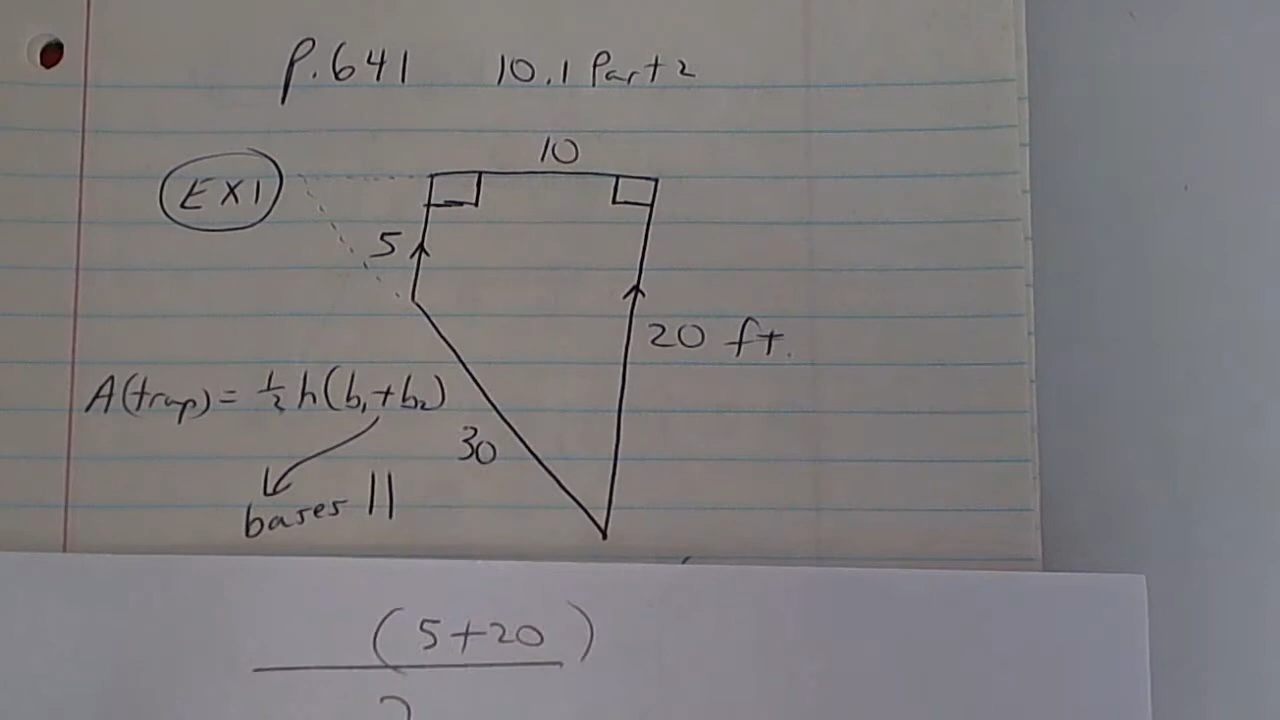 P.641 10.1 Part 2
10
EX1
5
20 ft.
A(trap) = ½ h(b₁+b₂)
30
bases ||
(5+20)
2